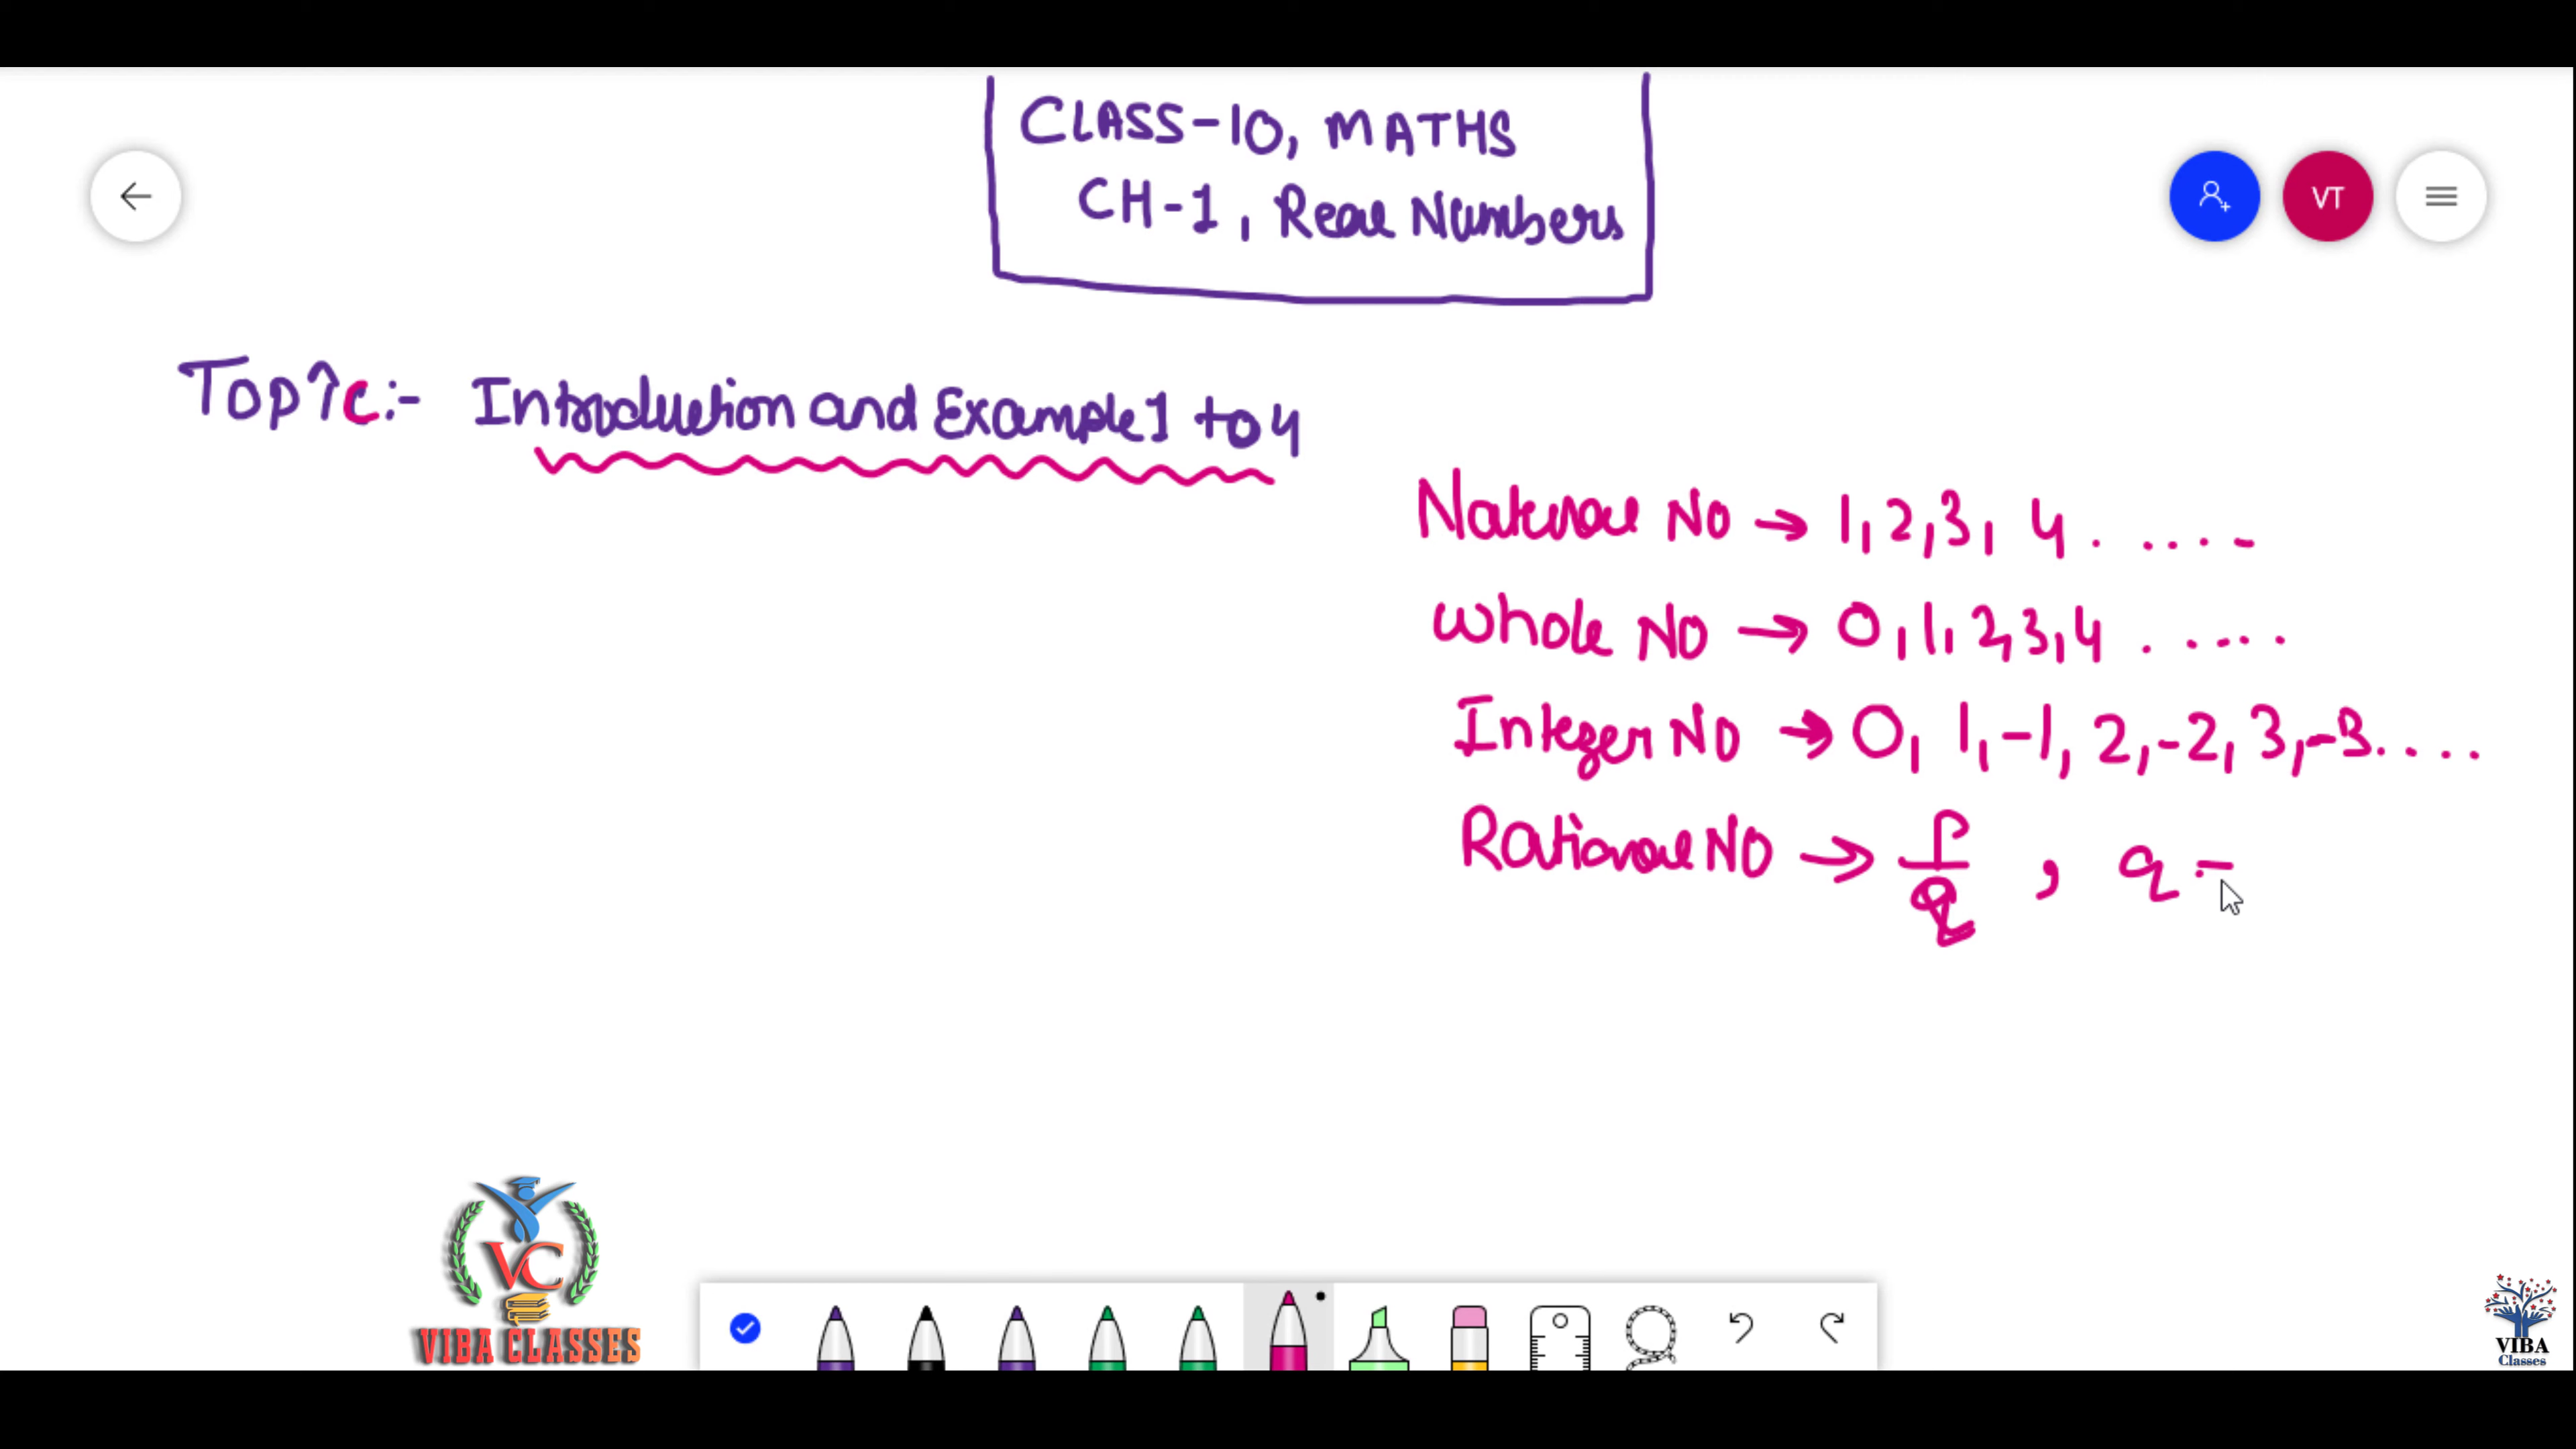 CLASS-10, MATHS
CH-1, Real Numbers
VT
Topic:- Introduction and Example 1 to 4
Natural NO → 1, 2, 3, 4 . . . . . -
Whole NO → 0, 1, 2, 3, 4 . . . . .
Integer NO → 0, 1, -1, 2, -2, 3, -3. . . .
Rational NO → p/q , q -
VC
VIBA CLASSES
VIBA
Classes